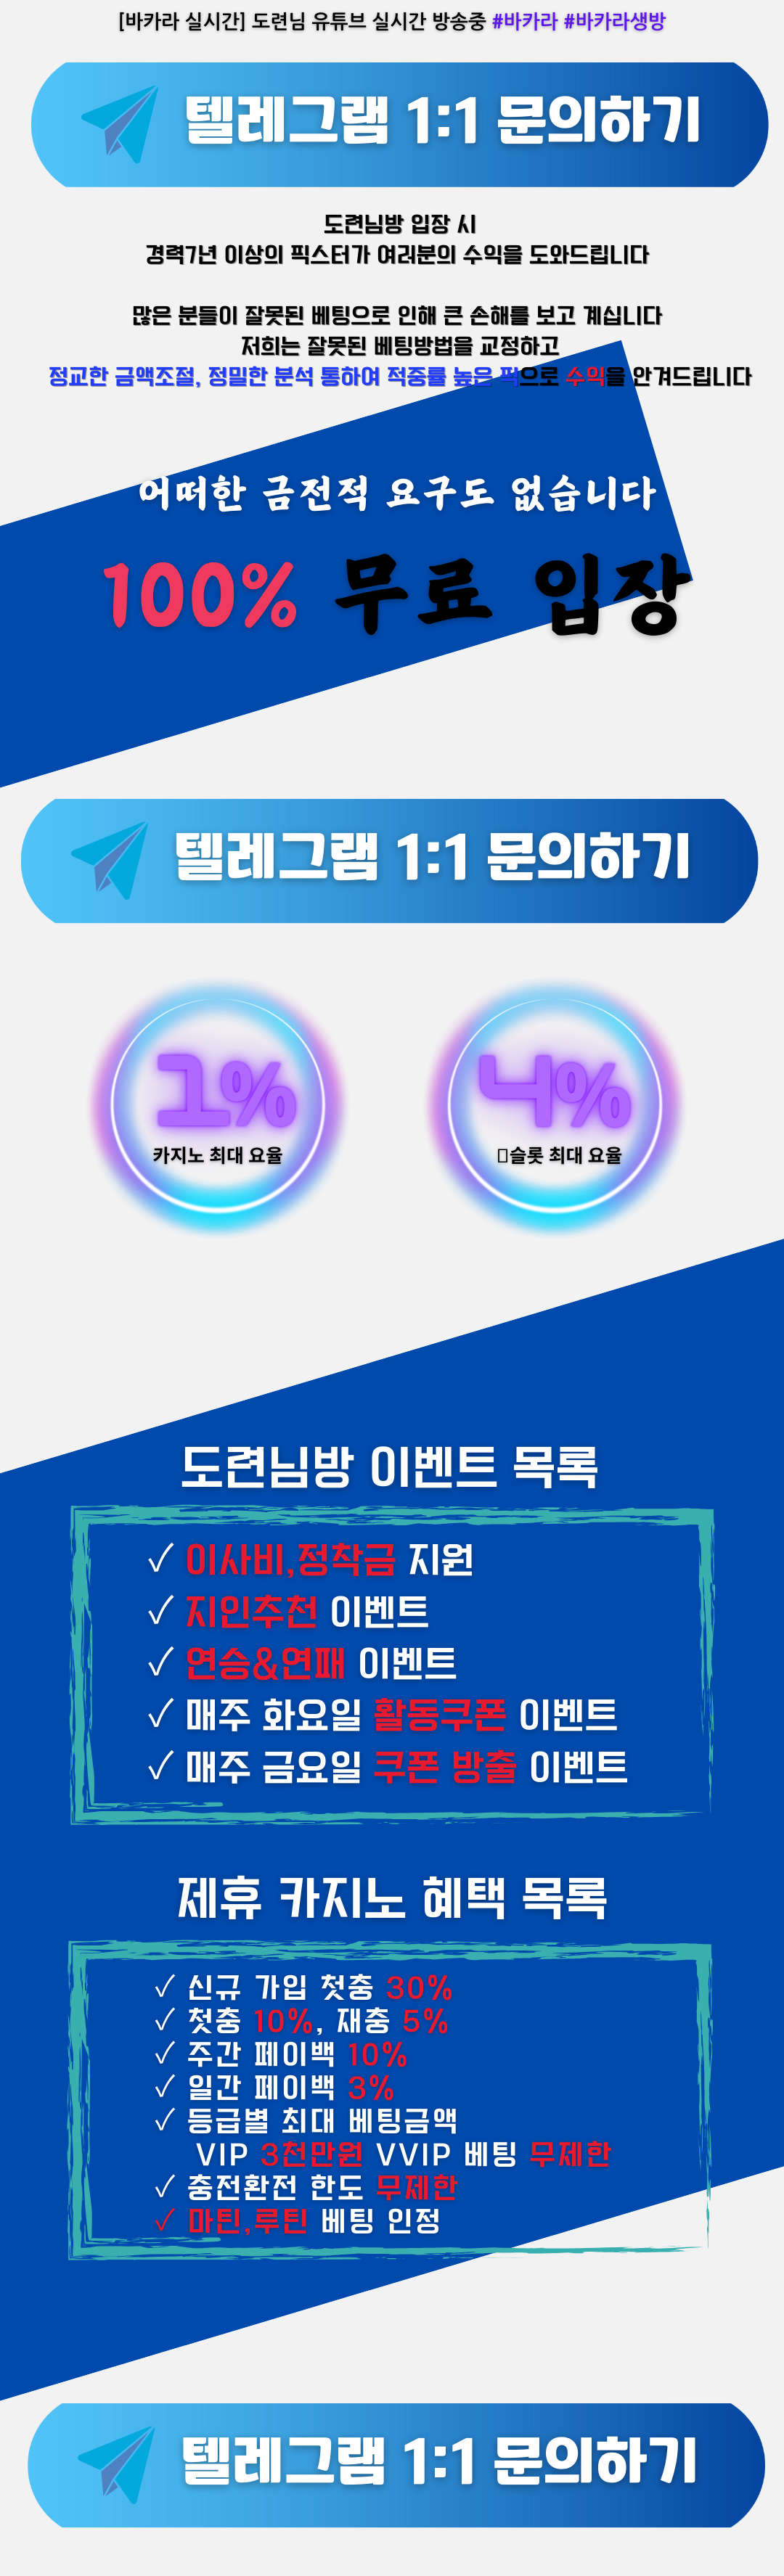 [바카라 실시간] 도련님 유튜브 실시간 방송중 #바카라 #바카라생방
텔레그램 1:1 문의하기
도련님방 입장 시
경력7년 이상의 픽스터가 여러분의 수익을 도와드립니다
많은 분들이 잘못된 베팅으로 인해 큰 손해를 보고 계십니다
저희는 잘못된 베팅방법을 교정하고
정교한 금액조절, 정밀한 분석 통하여 적중률 높은 픽으로 수익을 안겨드립니다
어떠한 금전적 요구도 없습니다
100% 무료 입장
텔레그램 1:1 문의하기
1%
카지노 최대 요율
4%
슬롯 최대 요율
도련님방 이벤트 목록
✓ 이사비,정착금 지원
✓ 지인추천 이벤트
✓ 연승&연패 이벤트
✓ 매주 화요일 활동쿠폰 이벤트
✓ 매주 금요일 쿠폰 방출 이벤트
제휴 카지노 혜택 목록
✓ 신규 가입 첫충 30%
✓ 첫충 10%, 재충 5%
✓ 주간 페이백 10%
✓ 일간 페이백 3%
✓ 등급별 최대 베팅금액
VIP 3천만원 VVIP 베팅 무제한
✓ 충전환전 한도 무제한
✓ 마틴,루틴 베팅 인정
텔레그램 1:1 문의하기